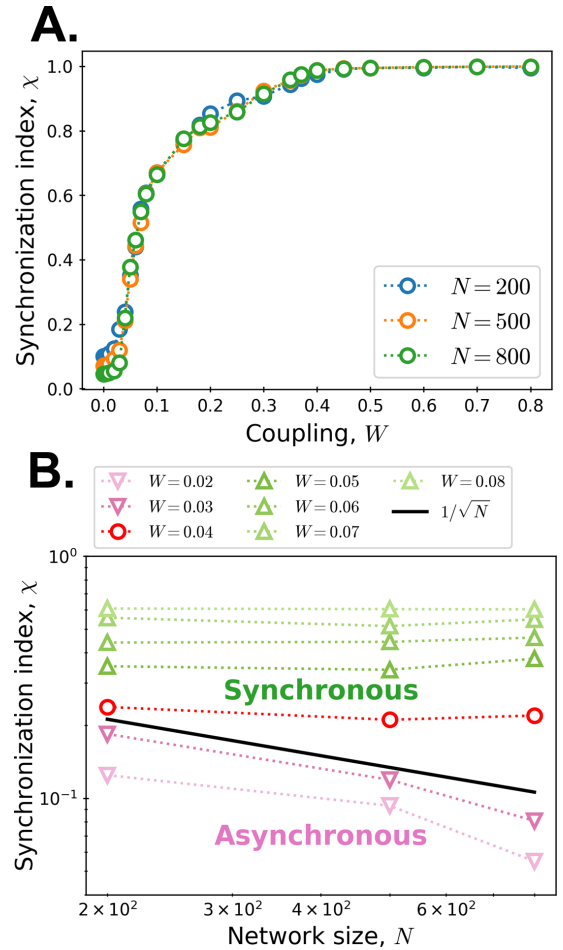 A.
Synchronization index, χ
1.0
0.8
0.6
0.4
0.2
0.0
N = 200
N = 500
N = 800
0.0 0.1 0.2 0.3 0.4 0.5 0.6 0.7 0.8
Coupling, W
B.
W = 0.02 W = 0.05 W = 0.08
W = 0.03 W = 0.06 1/√N
W = 0.04 W = 0.07
Synchronization index, χ
10⁰
10⁻¹
Synchronous
Asynchronous
2 × 10² 3 × 10² 4 × 10² 6 × 10²
Network size, N